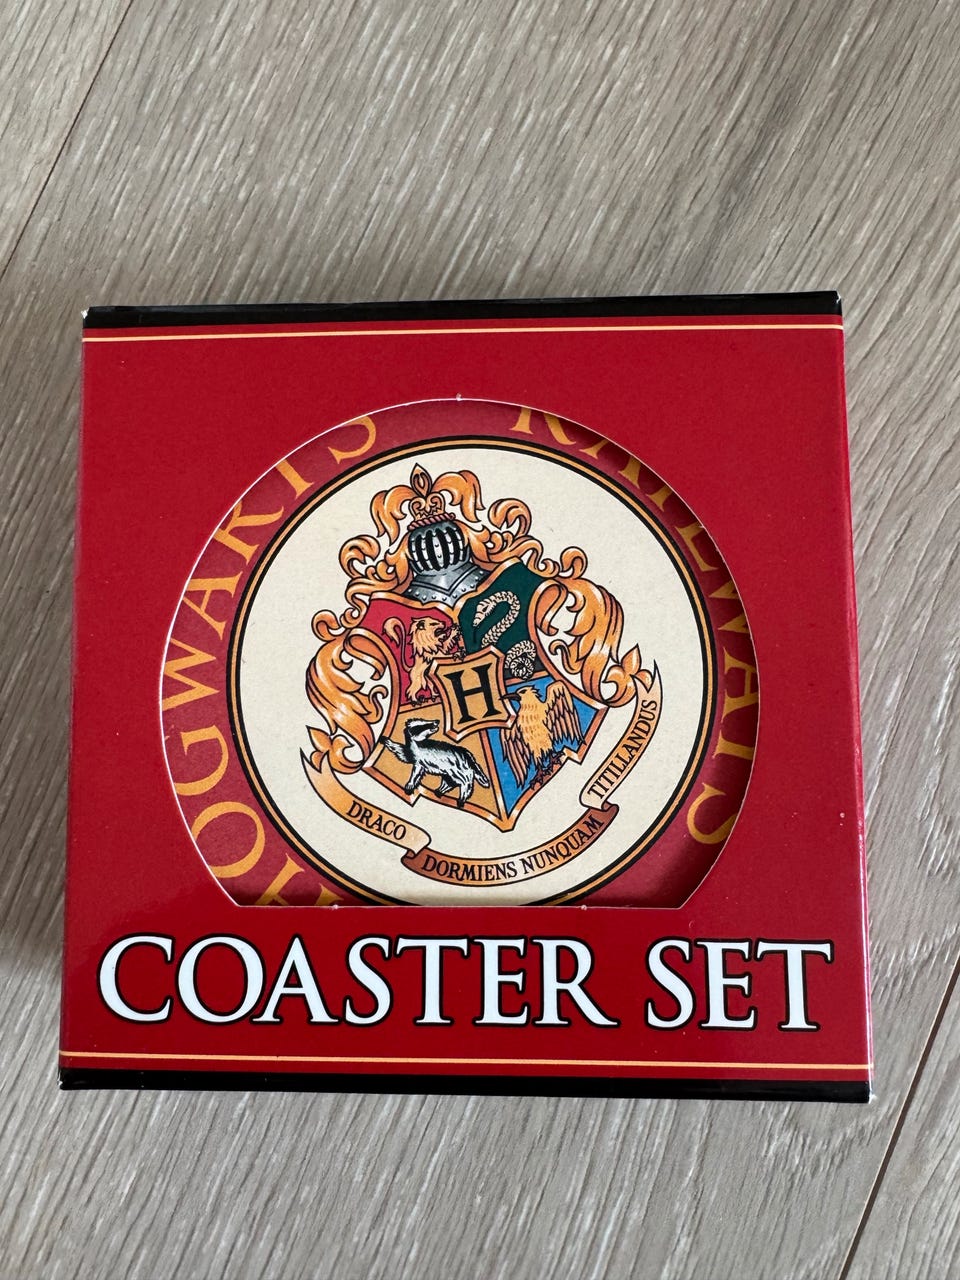 HOGWARTS RAILWAYS
H
DRACO
DORMIENS NUNQUAM
TITILLANDUS
COASTER SET